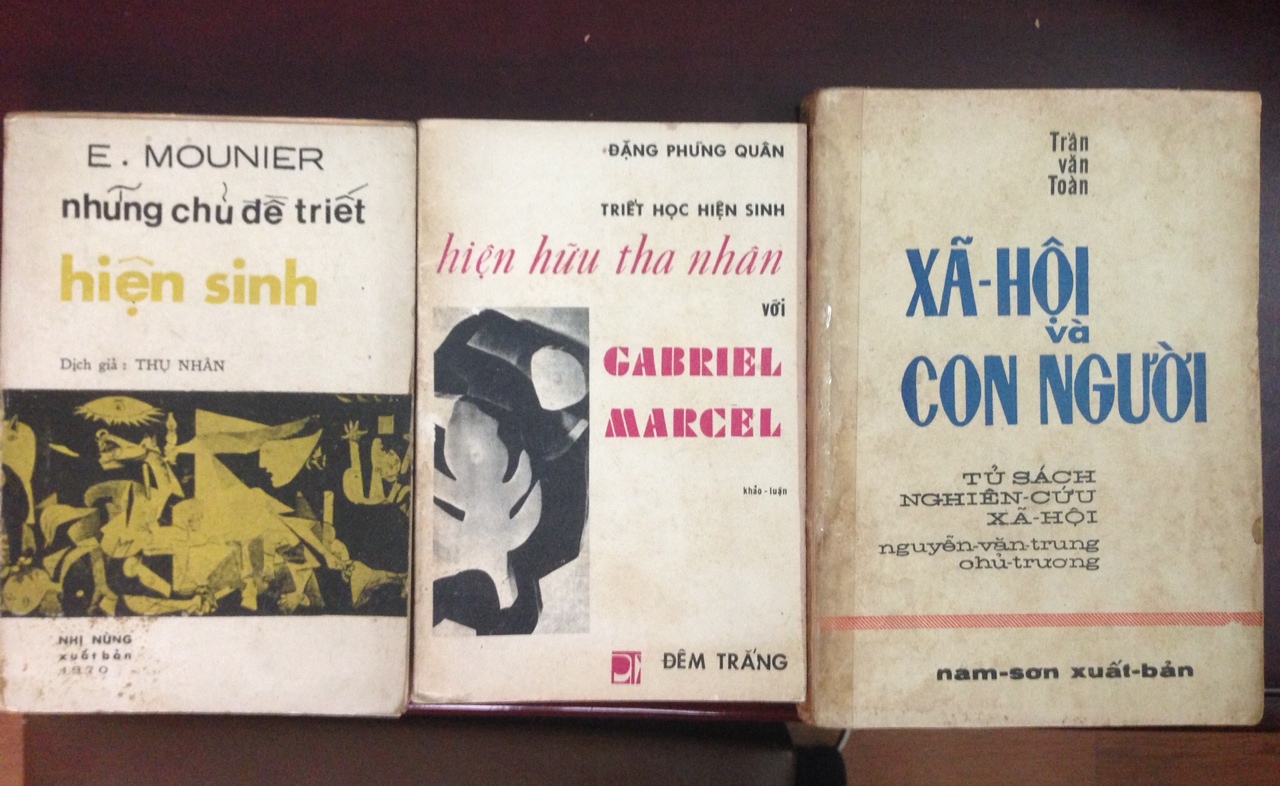 E. MOUNIER
những chủ đề triết
hiện sinh
Dịch giả : THỤ NHÂN
NHỊ NÙNG
xuất bản
1970
ĐẶNG PHÙNG QUÂN
TRIẾT HỌC HIỆN SINH
hiện hữu tha nhân
với
GABRIEL
MARCEL
khảo - luận
ĐÊM TRẮNG
Trần
văn
Toàn
XÃ-HỘI
và
CON NGƯỜI
TỦ SÁCH
NGHIÊN-CỨU
XÃ-HỘI
nguyễn-văn-trung
chủ-trương
nam-sơn xuất-bản